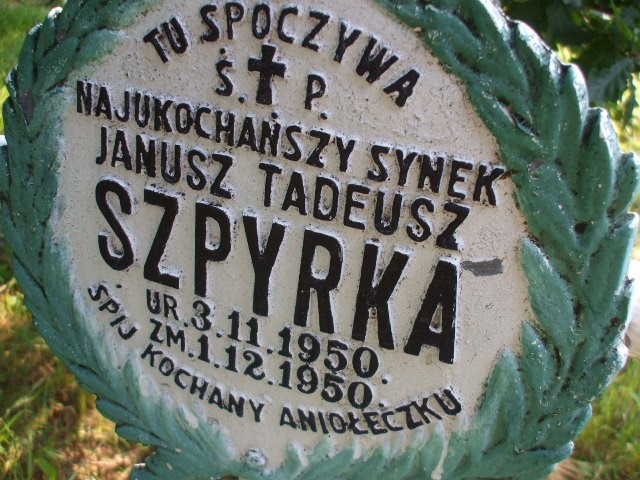 TU SPOCZYWA
Ś. P.
NAJUKOCHAŃSZY SYNEK
JANUSZ TADEUSZ
SZPYRKA
UR. 3.11.1950.
ZM. 1.12.1950.
ŚPIJ KOCHANY ANIOŁECZKU